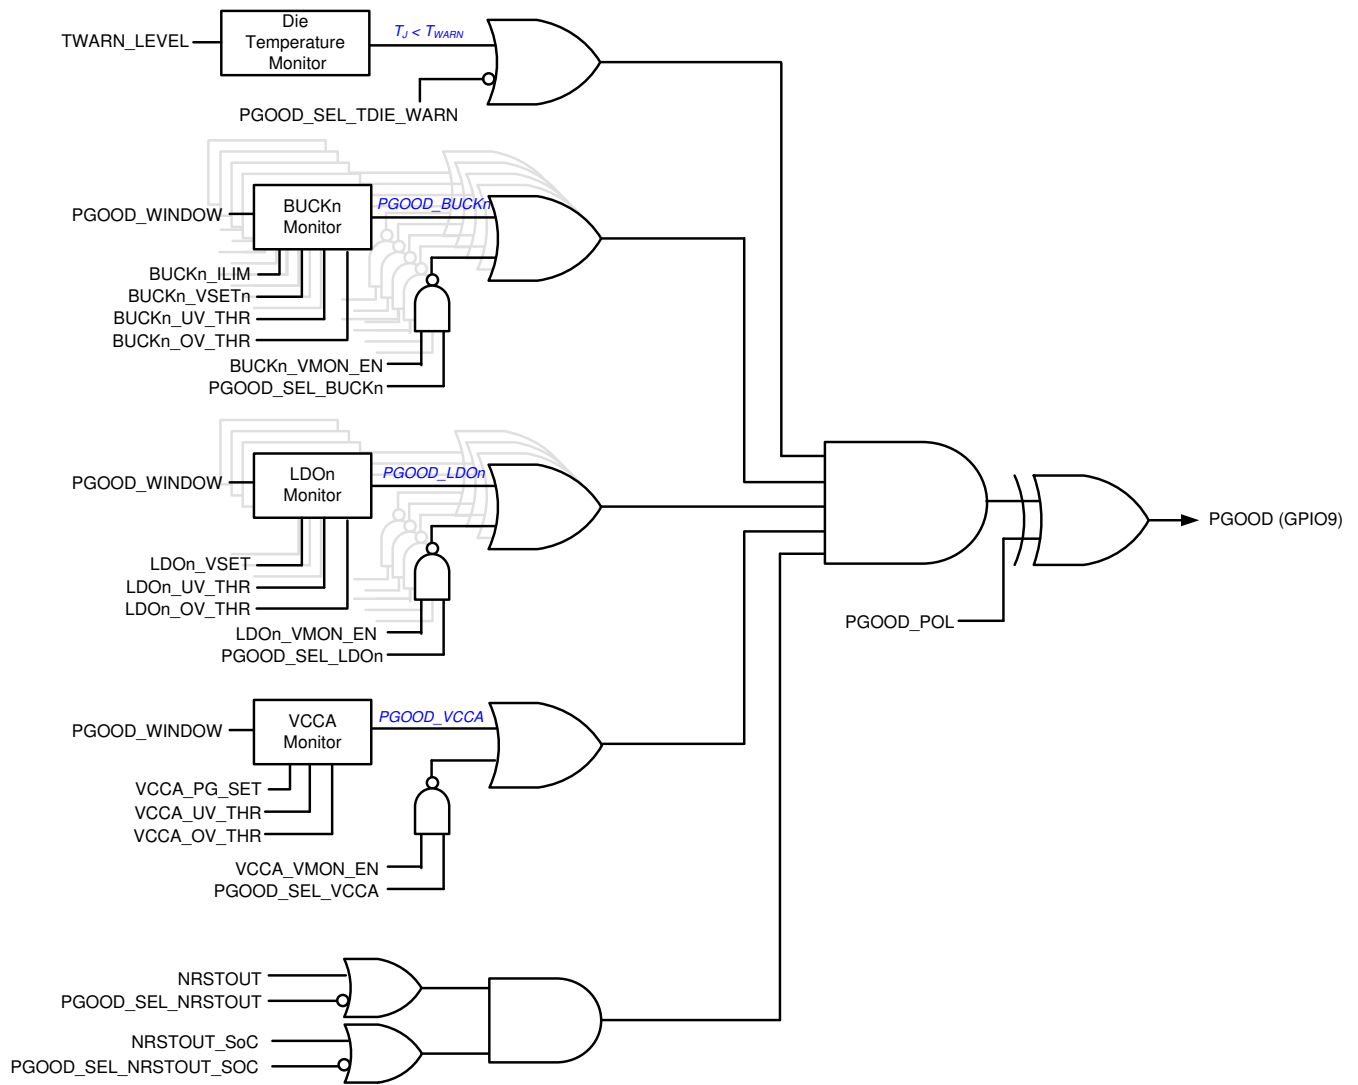 Die
Temperature
Monitor
TWARN_LEVEL
TJ < TWARN
PGOOD_SEL_TDIE_WARN
PGOOD_WINDOW
BUCKn
Monitor
PGOOD_BUCKn
BUCKn_ILIM
BUCKn_VSETn
BUCKn_UV_THR
BUCKn_OV_THR
BUCKn_VMON_EN
PGOOD_SEL_BUCKn
PGOOD_WINDOW
LDOn
Monitor
PGOOD_LDOn
LDOn_VSET
LDOn_UV_THR
LDOn_OV_THR
LDOn_VMON_EN
PGOOD_SEL_LDOn
PGOOD (GPIO9)
PGOOD_POL
PGOOD_WINDOW
VCCA
Monitor
PGOOD_VCCA
VCCA_PG_SET
VCCA_UV_THR
VCCA_OV_THR
VCCA_VMON_EN
PGOOD_SEL_VCCA
NRSTOUT
PGOOD_SEL_NRSTOUT
NRSTOUT_SoC
PGOOD_SEL_NRSTOUT_SOC